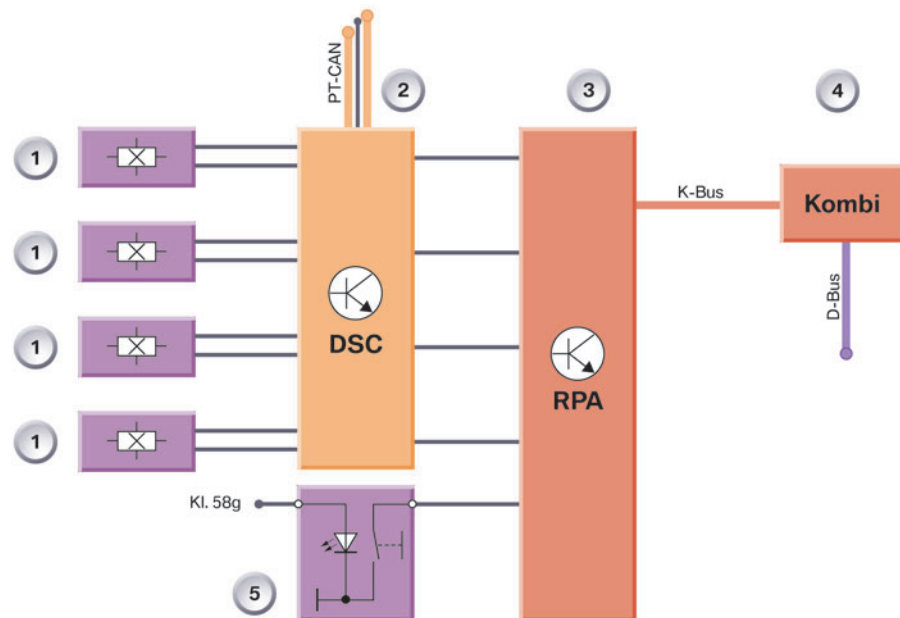 PT-CAN
2
3
4
1
K-Bus
Kombi
1
D-Bus
DSC
1
RPA
1
Kl. 58g
5